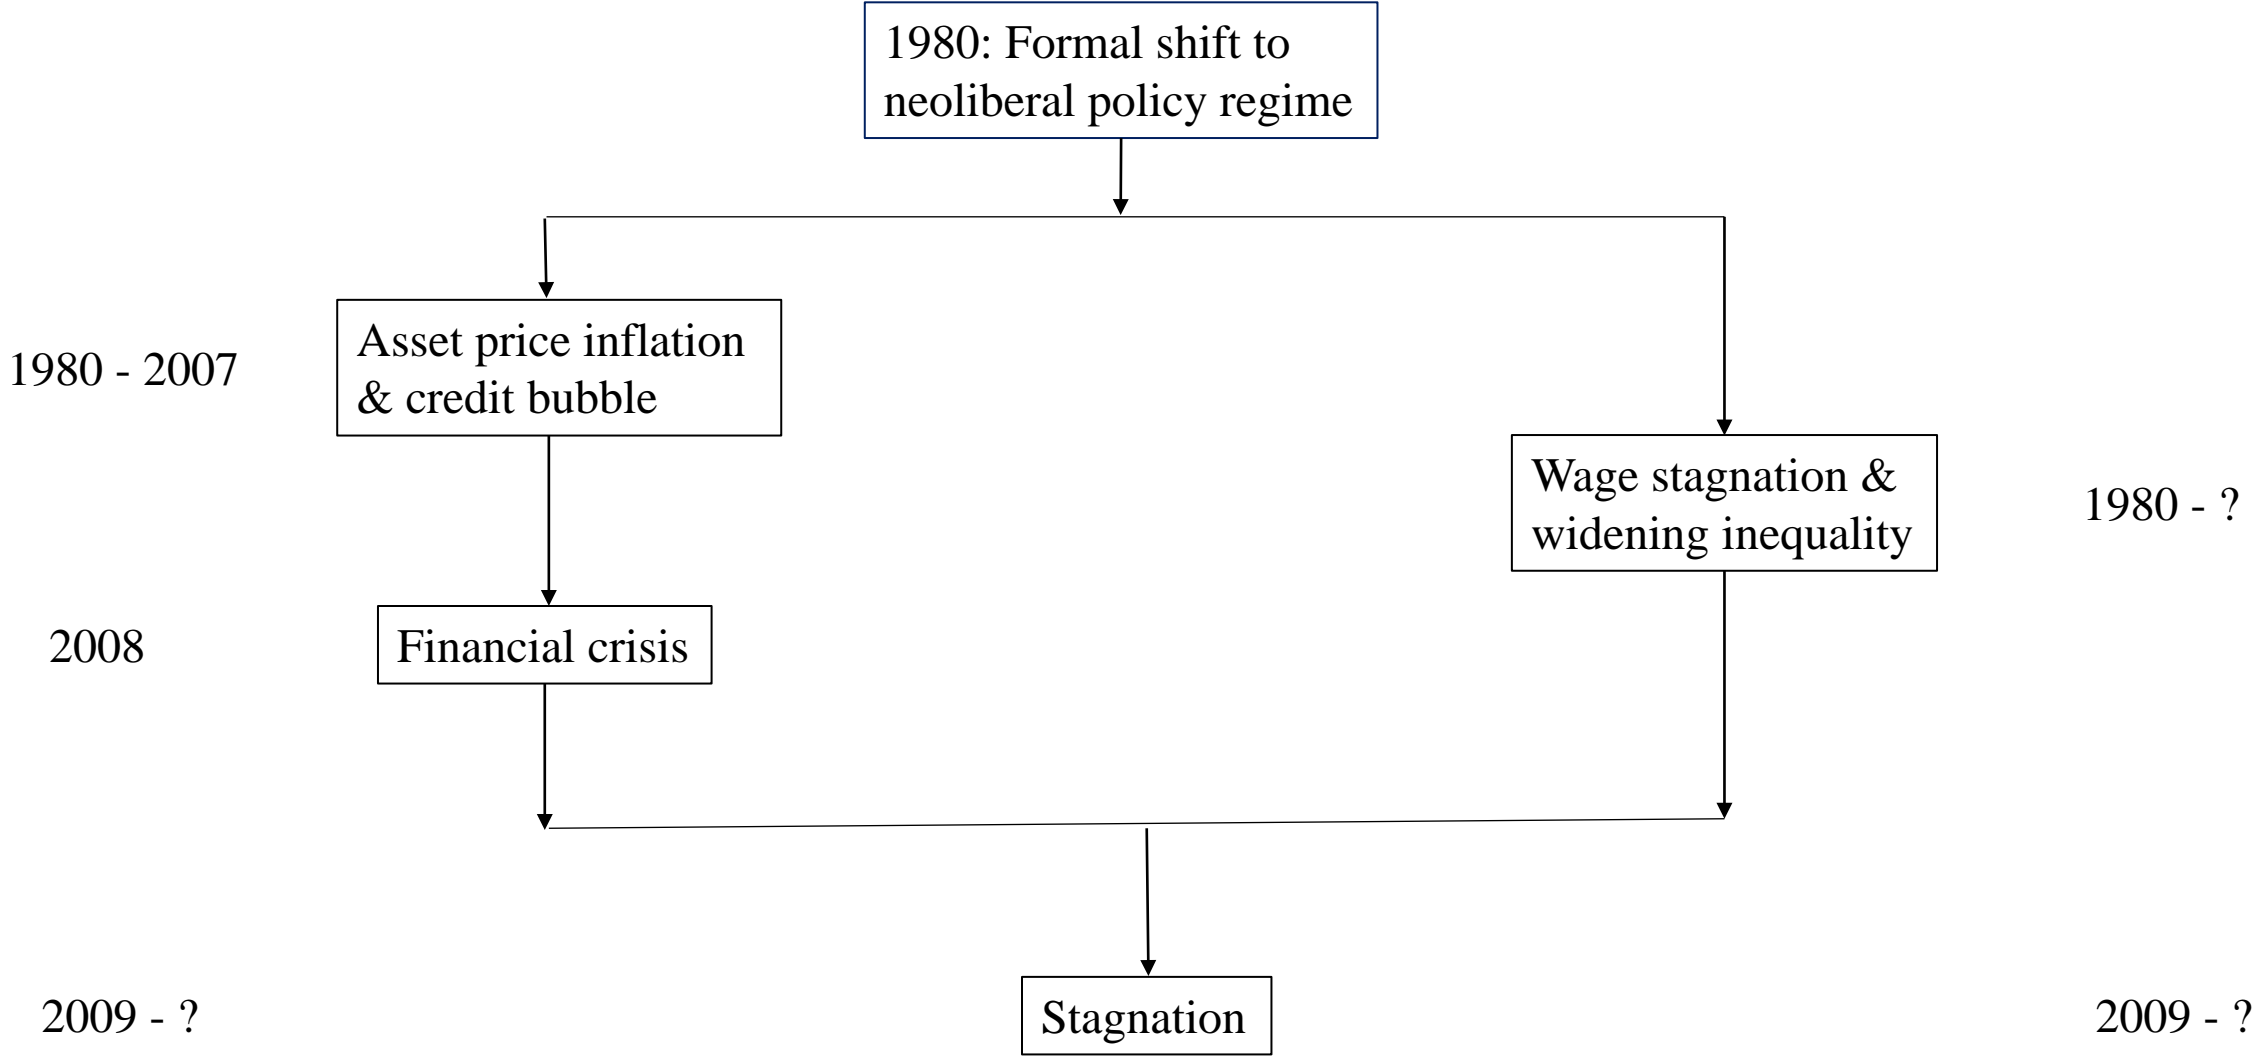 1980: Formal shift to
neoliberal policy regime
1980 - 2007
Asset price inflation
& credit bubble
Wage stagnation &
widening inequality
1980 - ?
2008
Financial crisis
2009 - ?
Stagnation
2009 - ?